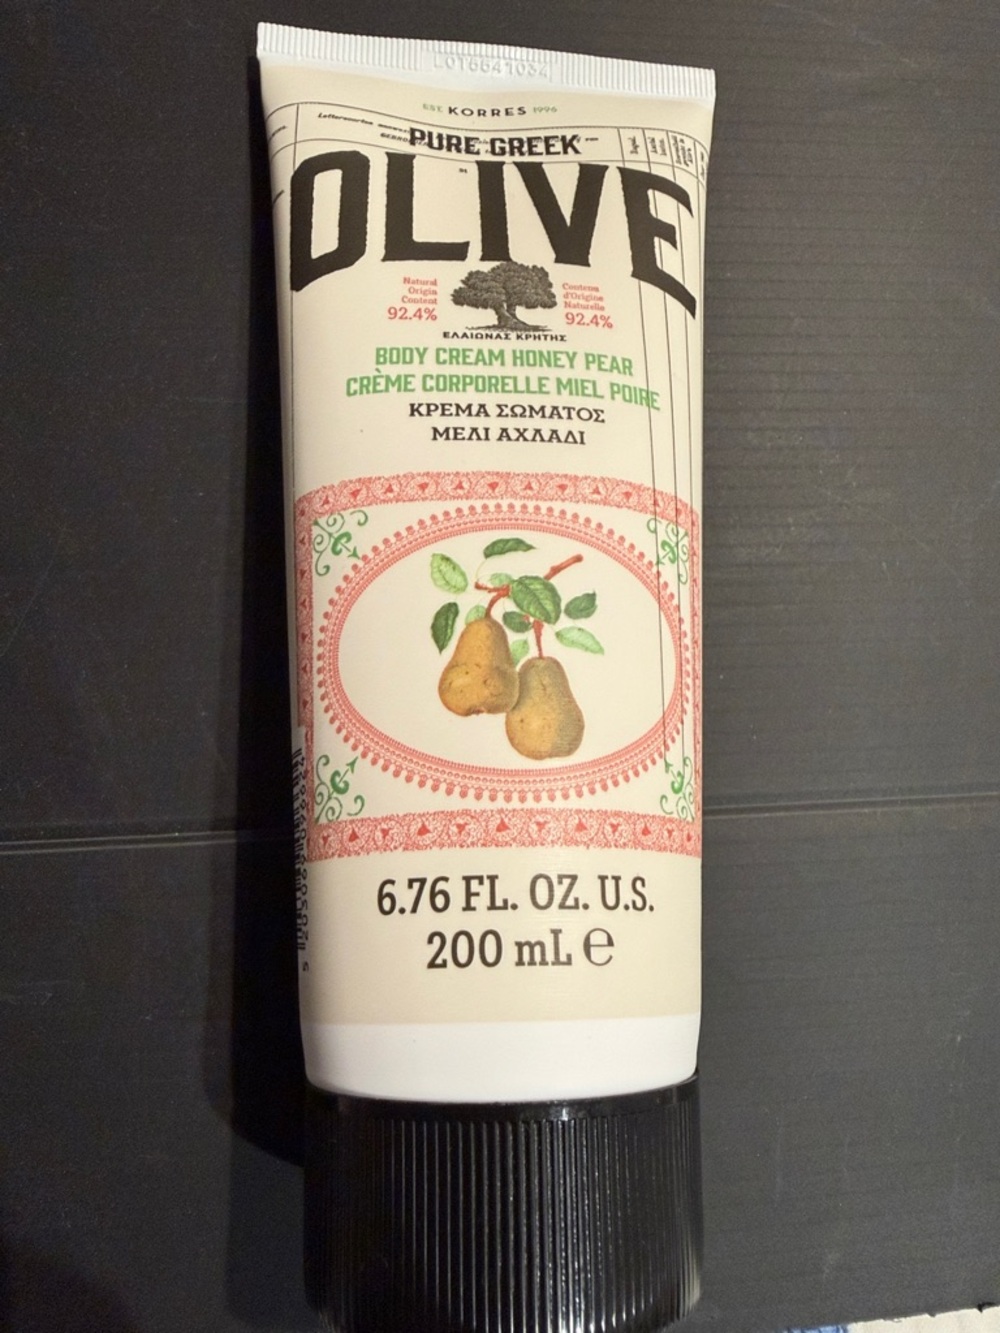 EST. KORRES 1996
PURE GREEK
OLIVE
Natural
Origin
Content
92.4%
Contenu
d'Origine
Naturelle
92.4%
ΕΛΑΙΩΝΑΣ ΚΡΗΤΗΣ
BODY CREAM HONEY PEAR
CRÈME CORPORELLE MIEL POIRE
ΚΡΕΜΑ ΣΩΜΑΤΟΣ
ΜΕΛΙ ΑΧΛΑΔΙ
6.76 FL. OZ. U.S.
200 mL ℮